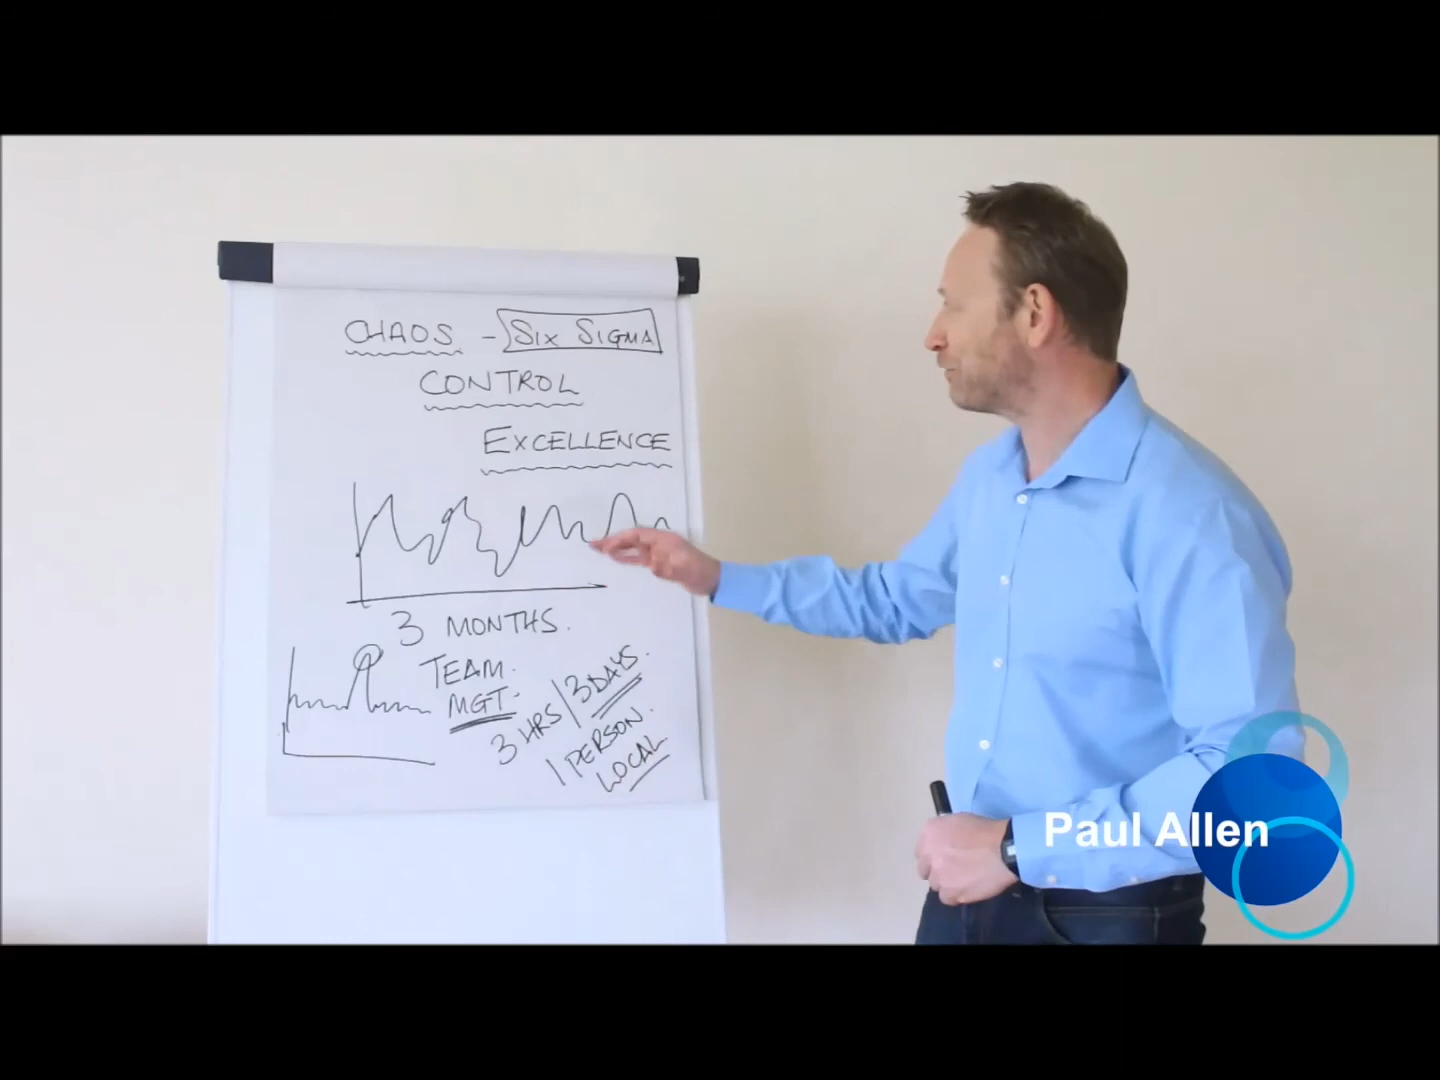 CHAOS - SIX SIGMA
CONTROL
EXCELLENCE
3 MONTHS.
TEAM.
MGT.
3 HRS / 3 DAYS.
1 PERSON.
LOCAL
Paul Allen